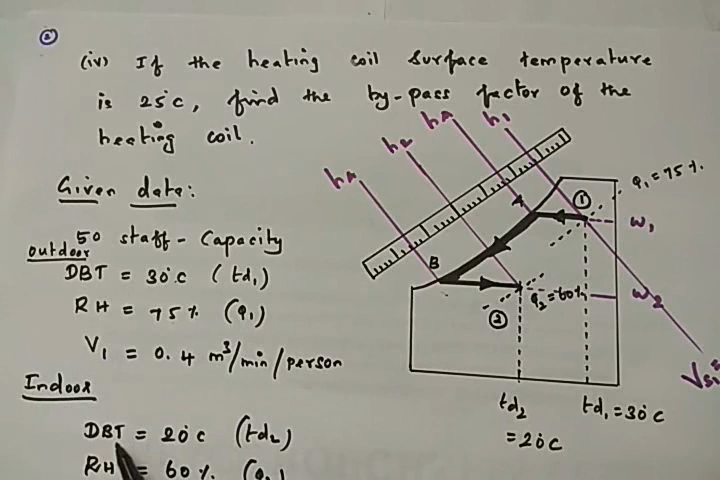 ②
(iv) If the heating coil surface temperature
is 25°c, find the by-pass factor of the
heating coil.
Given data:
50 staff - Capacity
outdoor
DBT = 30°c (td₁)
RH = 75% (φ₁)
V₁ = 0.4 m³/min/person
Indoor
DBT = 20°c (td₂)
RH = 60%
hA
h2
hA
h1
φ₁ = 75%
A
①
ω₁
B
φ₂ = 60%
ω₂
②
td₂
= 20°c
td₁ = 30°c